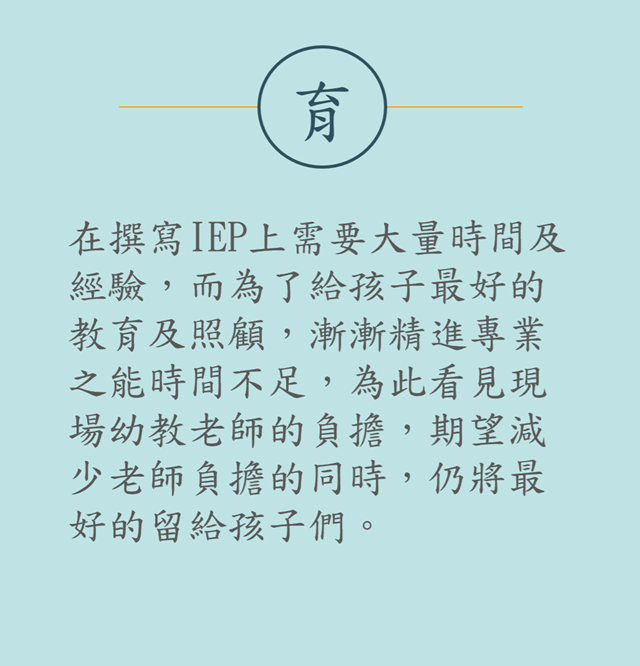 育
在撰寫IEP上需要大量時間及
經驗，而為了給孩子最好的
教育及照顧，漸漸精進專業
之能時間不足，為此看見現
場幼教老師的負擔，期望減
少老師負擔的同時，仍將最
好的留給孩子們。